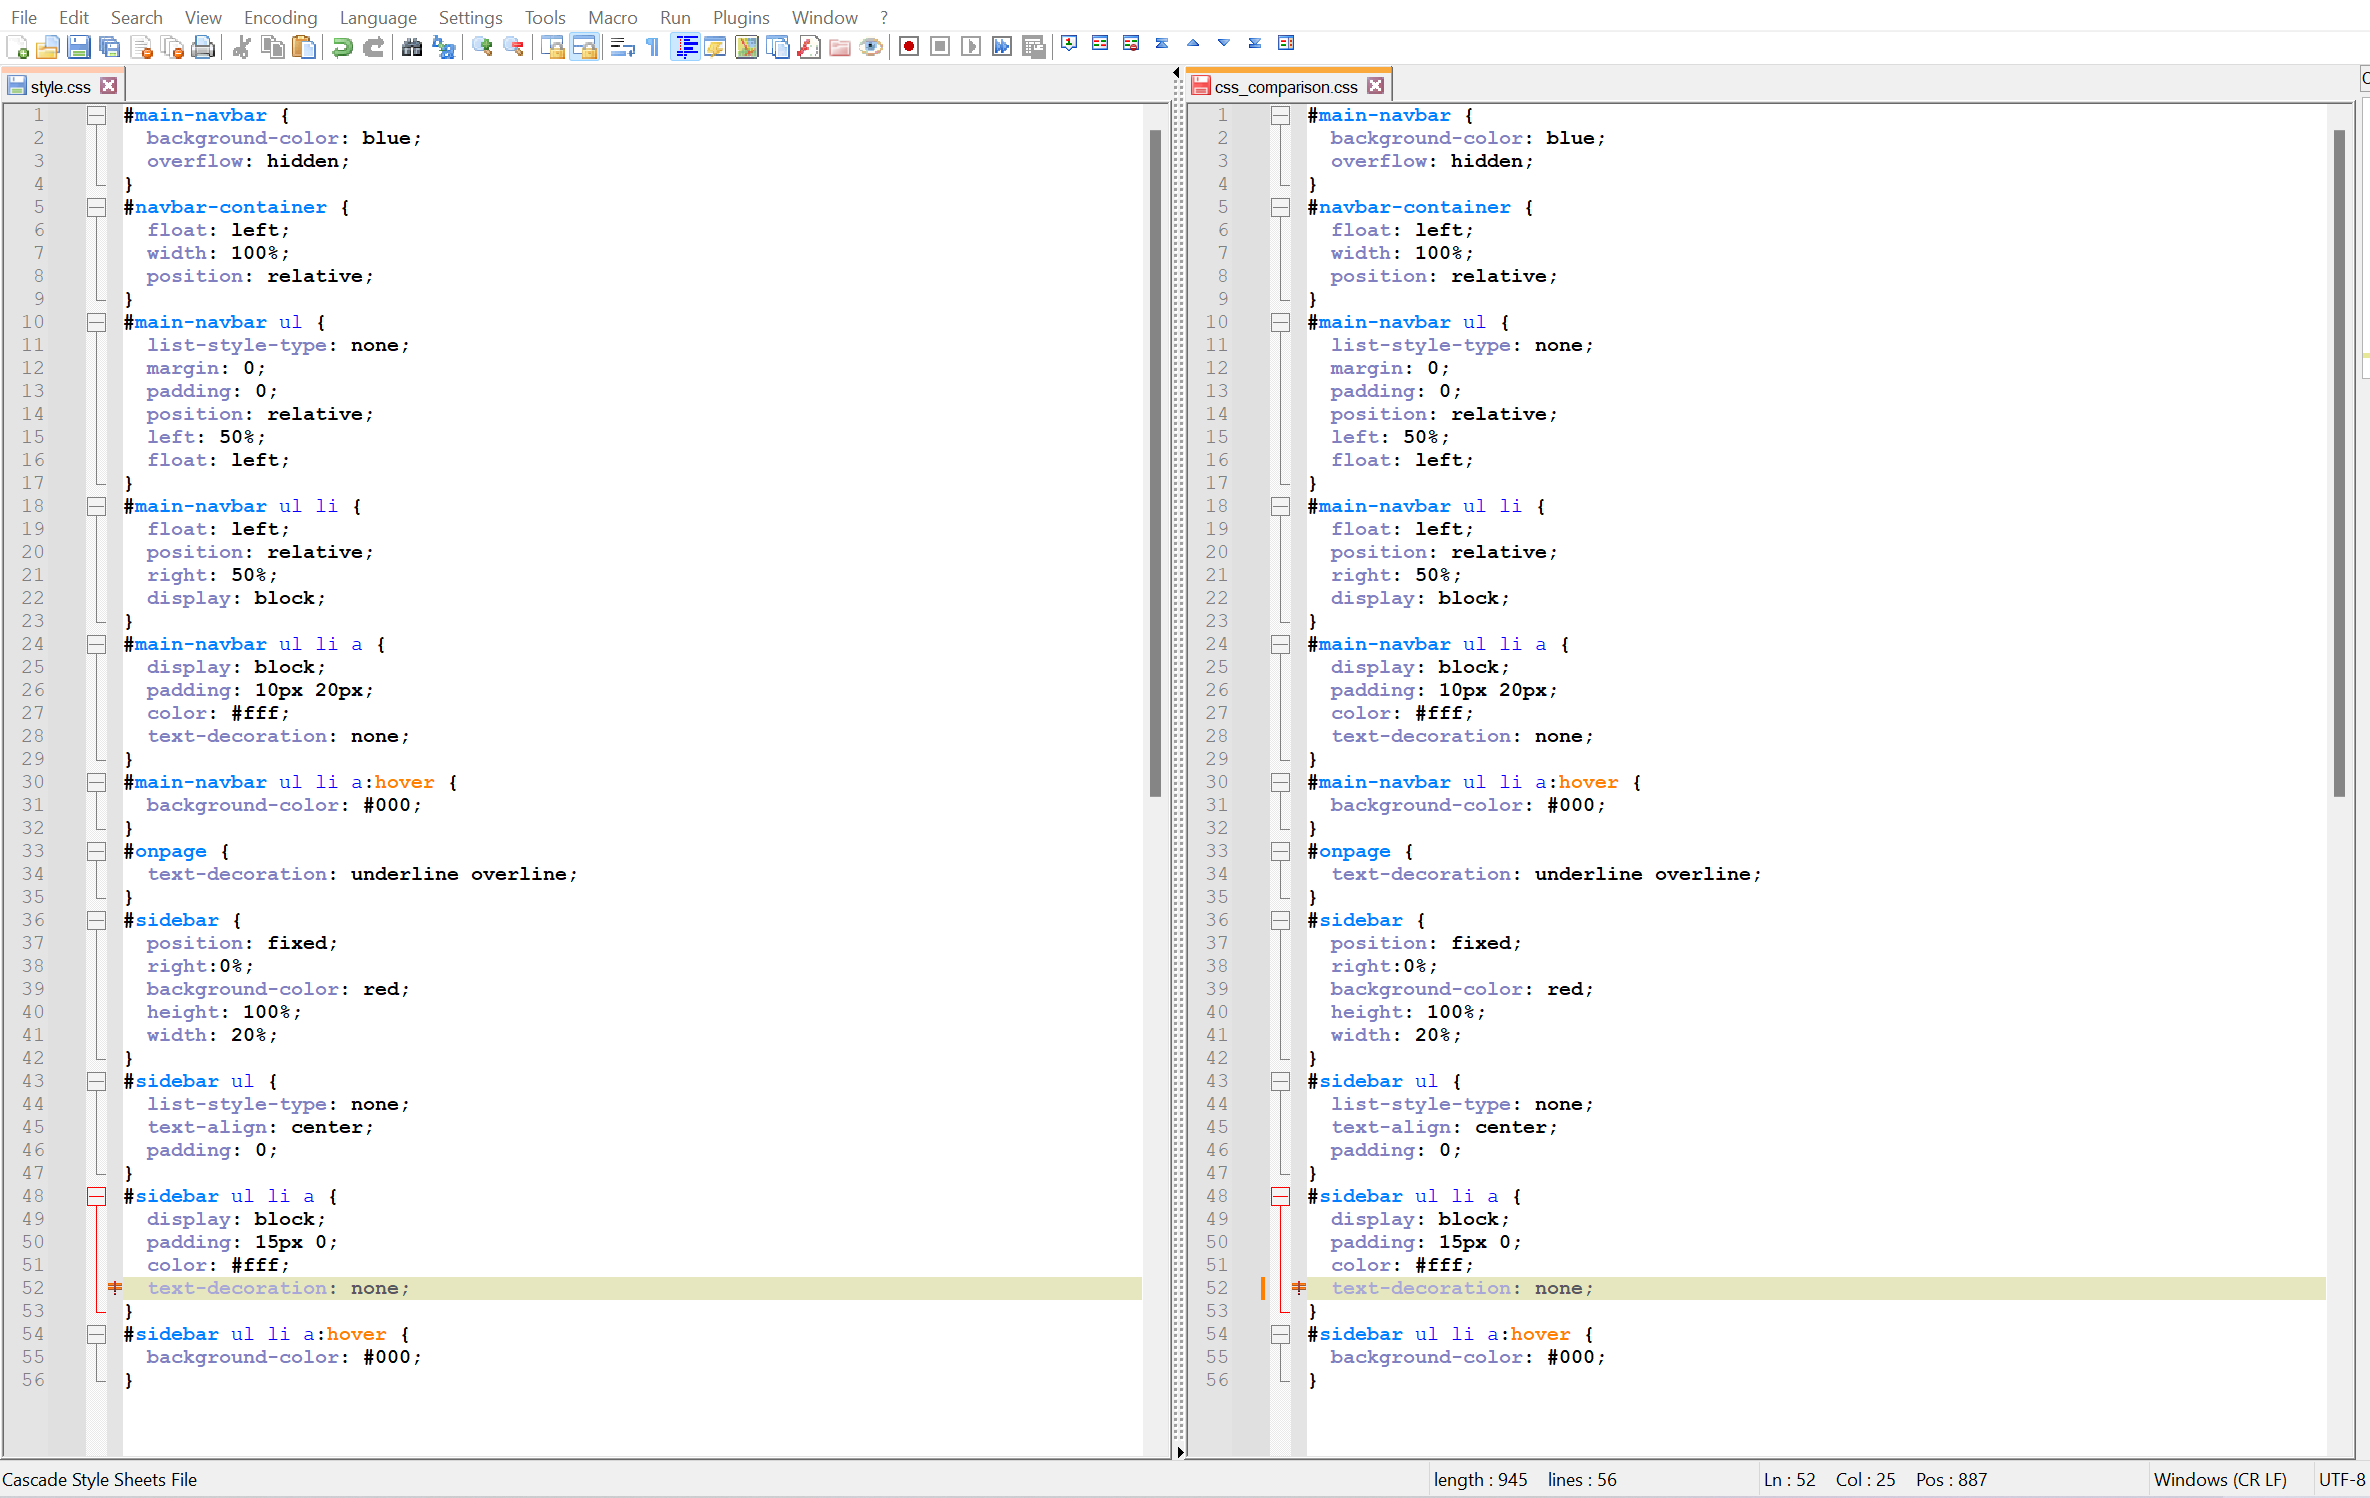 File Edit Search View Encoding Language Settings Tools Macro Run Plugins Window ?
style.css
1 #main-navbar {
2 background-color: blue;
3 overflow: hidden;
4 }
5 #navbar-container {
6 float: left;
7 width: 100%;
8 position: relative;
9 }
10 #main-navbar ul {
11 list-style-type: none;
12 margin: 0;
13 padding: 0;
14 position: relative;
15 left: 50%;
16 float: left;
17 }
18 #main-navbar ul li {
19 float: left;
20 position: relative;
21 right: 50%;
22 display: block;
23 }
24 #main-navbar ul li a {
25 display: block;
26 padding: 10px 20px;
27 color: #fff;
28 text-decoration: none;
29 }
30 #main-navbar ul li a:hover {
31 background-color: #000;
32 }
33 #onpage {
34 text-decoration: underline overline;
35 }
36 #sidebar {
37 position: fixed;
38 right:0%;
39 background-color: red;
40 height: 100%;
41 width: 20%;
42 }
43 #sidebar ul {
44 list-style-type: none;
45 text-align: center;
46 padding: 0;
47 }
48 #sidebar ul li a {
49 display: block;
50 padding: 15px 0;
51 color: #fff;
52 text-decoration: none;
53 }
54 #sidebar ul li a:hover {
55 background-color: #000;
56 }
css_comparison.css
1 #main-navbar {
2 background-color: blue;
3 overflow: hidden;
4 }
5 #navbar-container {
6 float: left;
7 width: 100%;
8 position: relative;
9 }
10 #main-navbar ul {
11 list-style-type: none;
12 margin: 0;
13 padding: 0;
14 position: relative;
15 left: 50%;
16 float: left;
17 }
18 #main-navbar ul li {
19 float: left;
20 position: relative;
21 right: 50%;
22 display: block;
23 }
24 #main-navbar ul li a {
25 display: block;
26 padding: 10px 20px;
27 color: #fff;
28 text-decoration: none;
29 }
30 #main-navbar ul li a:hover {
31 background-color: #000;
32 }
33 #onpage {
34 text-decoration: underline overline;
35 }
36 #sidebar {
37 position: fixed;
38 right:0%;
39 background-color: red;
40 height: 100%;
41 width: 20%;
42 }
43 #sidebar ul {
44 list-style-type: none;
45 text-align: center;
46 padding: 0;
47 }
48 #sidebar ul li a {
49 display: block;
50 padding: 15px 0;
51 color: #fff;
52 text-decoration: none;
53 }
54 #sidebar ul li a:hover {
55 background-color: #000;
56 }
Cascade Style Sheets File length : 945 lines : 56 Ln : 52 Col : 25 Pos : 887 Windows (CR LF) UTF-8